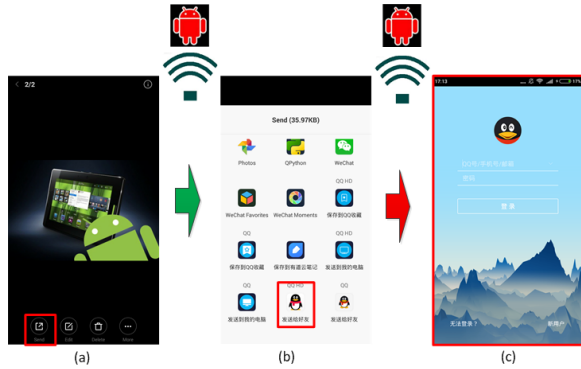 2/2
Send
Edit
Delete
More
(a)
Send (35.97KB)
Photos
QPython
WeChat
QQ HD
WeChat Favorites
WeChat Moments
保存到QQ收藏
QQ
QQ HD
保存到QQ收藏
保存到有道云笔记
发送到我的电脑
QQ
QQ HD
QQ
发送到我的电脑
发送给好友
发送给好友
(b)
17:13
17%
QQ号/手机号/邮箱
密码
登 录
无法登录？
新用户
(c)